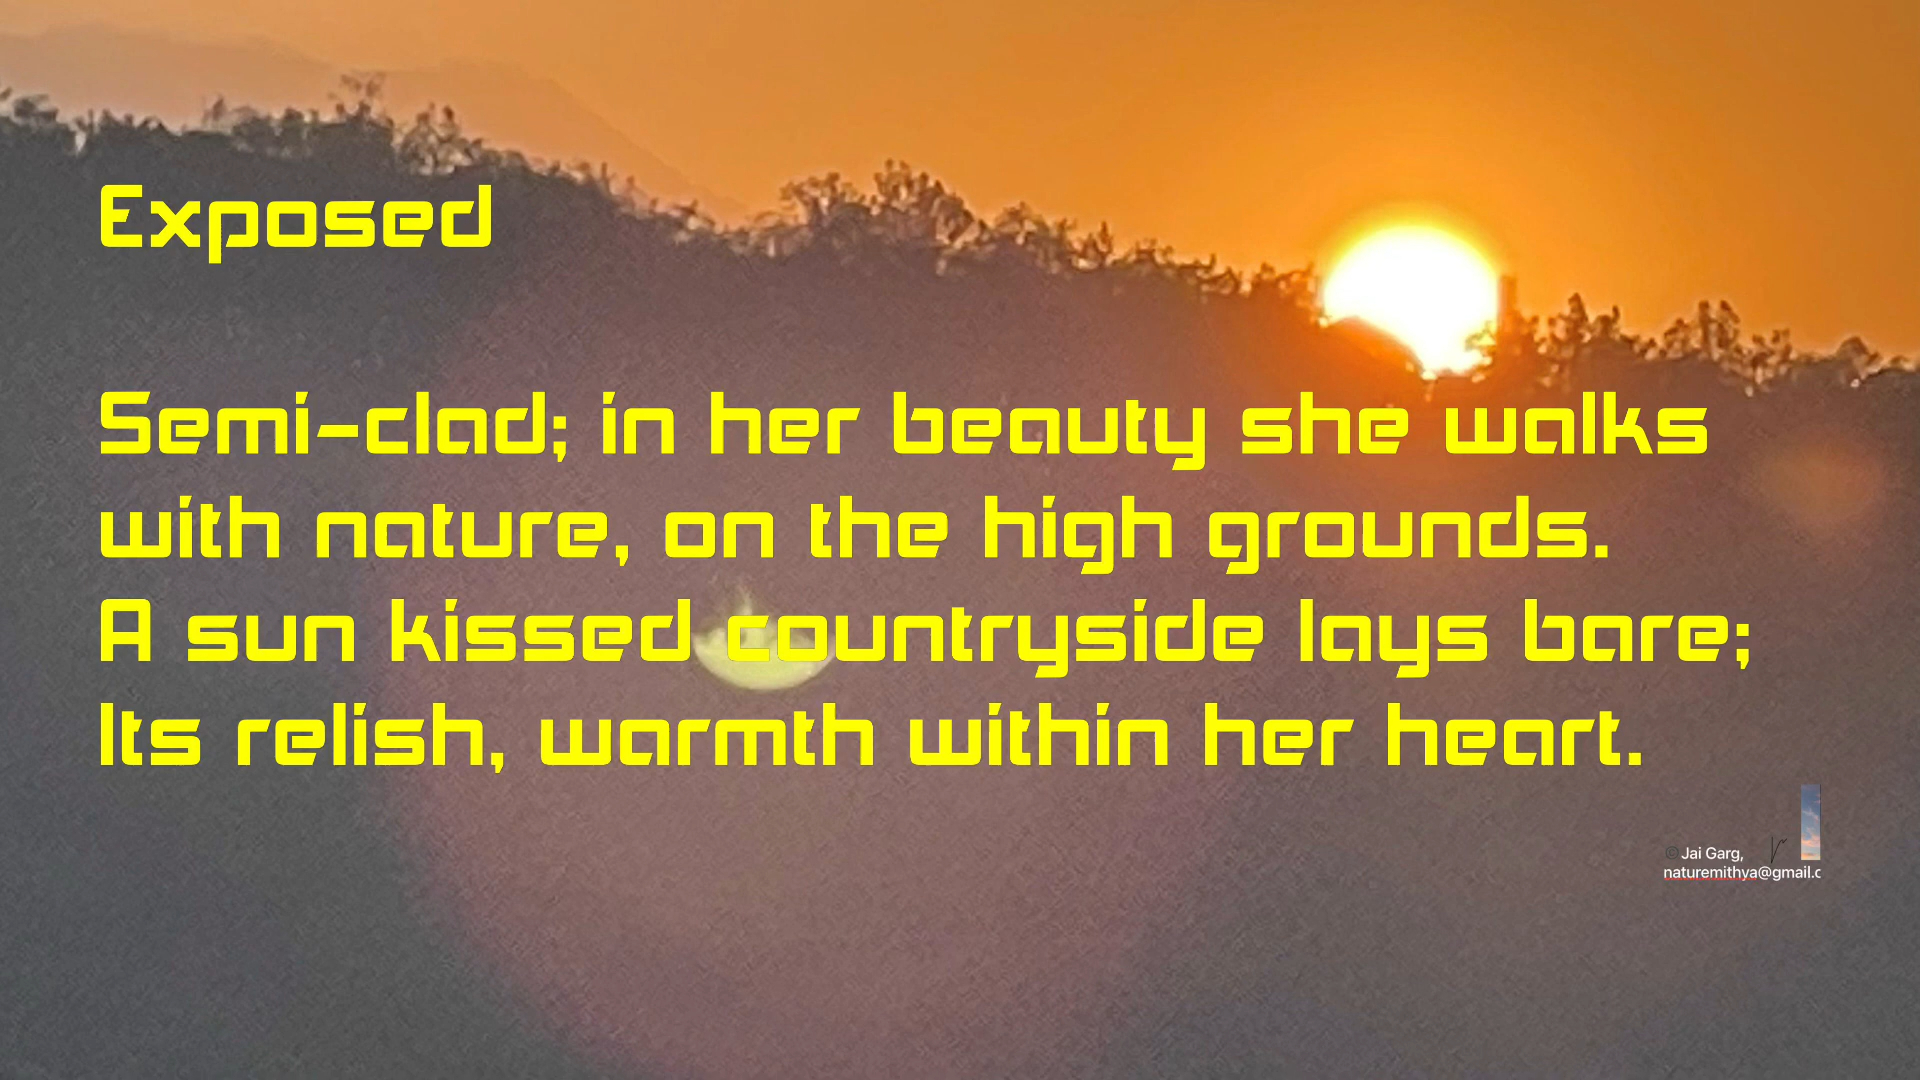 Exposed
Semi-clad; in her beauty she walks
with nature, on the high grounds.
A sun kissed countryside lays bare;
Its relish, warmth within her heart.
© Jai Garg,
naturemithya@gmail.c